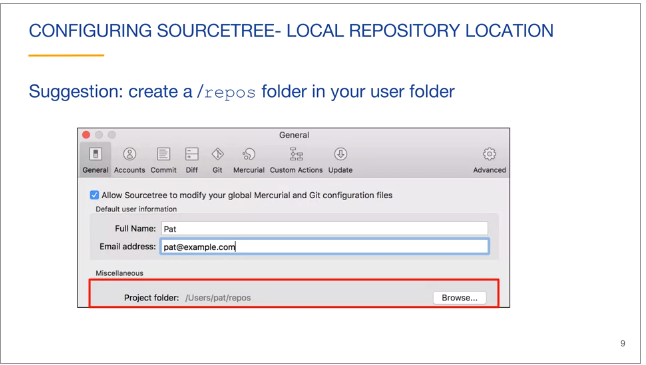 CONFIGURING SOURCETREE- LOCAL REPOSITORY LOCATION
Suggestion: create a /repos folder in your user folder
General
General Accounts Commit Diff Git Mercurial Custom Actions Update Advanced
Allow Sourcetree to modify your global Mercurial and Git configuration files
Default user information
Full Name: Pat
Email address: pat@example.com
Miscellaneous
Project folder: /Users/pat/repos Browse...
9